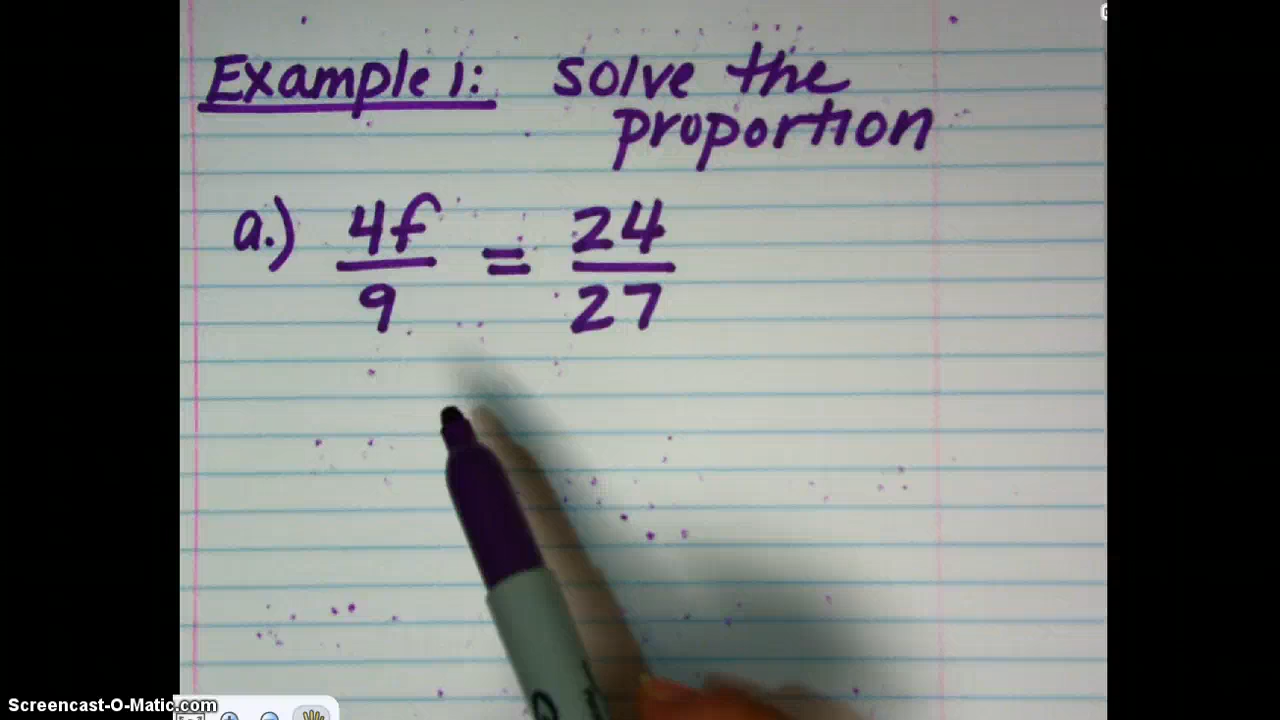 Example 1: solve the
proportion
a.) 4f/9 = 24/27
Screencast-O-Matic.com